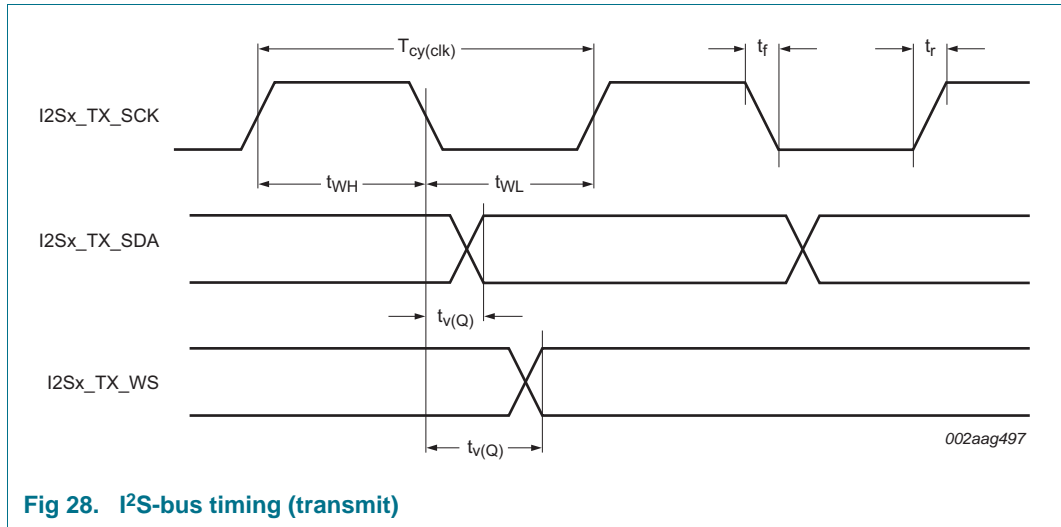 T_cy(clk) t_f t_r
I2Sx_TX_SCK
t_WH t_WL
I2Sx_TX_SDA
t_v(Q)
I2Sx_TX_WS
t_v(Q)
002aag497
Fig 28. I²S-bus timing (transmit)